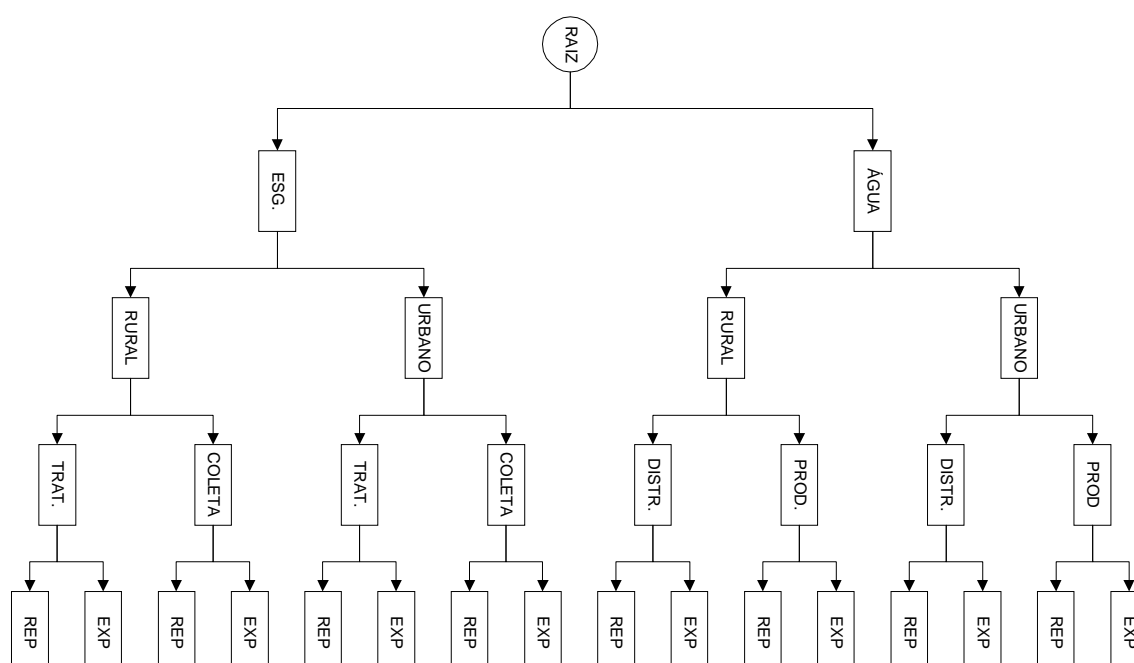 RAIZ
ESG.
ÁGUA
RURAL
URBANO
RURAL
URBANO
TRAT.
COLETA
TRAT.
COLETA
DISTR.
PROD.
DISTR.
PROD
REP
EXP
REP
EXP
REP
EXP
REP
EXP
REP
EXP
REP
EXP
REP
EXP
REP
EXP